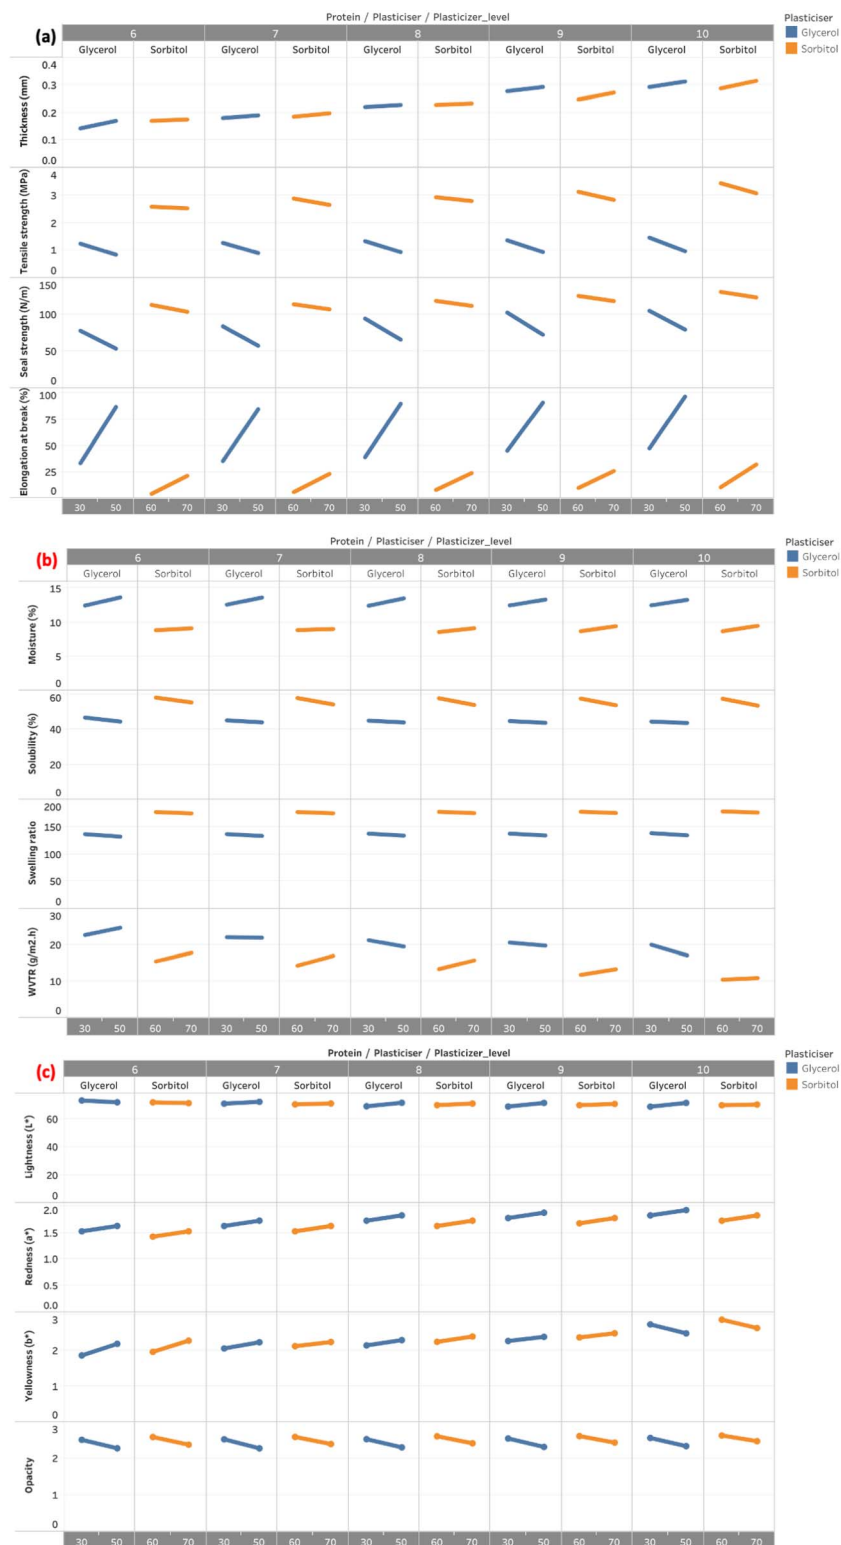 Protein / Plasticiser / Plasticizer_level
Plasticiser
(a)
6 7 8 9 10
Glycerol
Glycerol Sorbitol Glycerol Sorbitol Glycerol Sorbitol Glycerol Sorbitol Glycerol Sorbitol
Sorbitol
Thickness (mm)
0.4
0.3
0.2
0.1
0.0
Tensile strength (MPa)
4
3
2
1
0
Seal strength (N/m)
150
100
50
0
Elongation at break (%)
100
75
50
25
0
30 50 60 70 30 50 60 70 30 50 60 70 30 50 60 70 30 50 60 70
Protein / Plasticiser / Plasticizer_level
Plasticiser
(b)
6 7 8 9 10
Glycerol
Glycerol Sorbitol Glycerol Sorbitol Glycerol Sorbitol Glycerol Sorbitol Glycerol Sorbitol
Sorbitol
Moisture (%)
15
10
5
0
Solubility (%)
60
40
20
0
Swelling ratio
200
150
100
50
0
WVTR (g/m2.h)
30
20
10
0
30 50 60 70 30 50 60 70 30 50 60 70 30 50 60 70 30 50 60 70
Protein / Plasticiser / Plasticizer_level
Plasticiser
(c)
6 7 8 9 10
Glycerol
Glycerol Sorbitol Glycerol Sorbitol Glycerol Sorbitol Glycerol Sorbitol Glycerol Sorbitol
Sorbitol
Lightness (L*)
60
40
20
0
Redness (a*)
2.0
1.5
1.0
0.5
0.0
Yellowness (b*)
3
2
1
0
Opacity
3
2
1
0
30 50 60 70 30 50 60 70 30 50 60 70 30 50 60 70 30 50 60 70